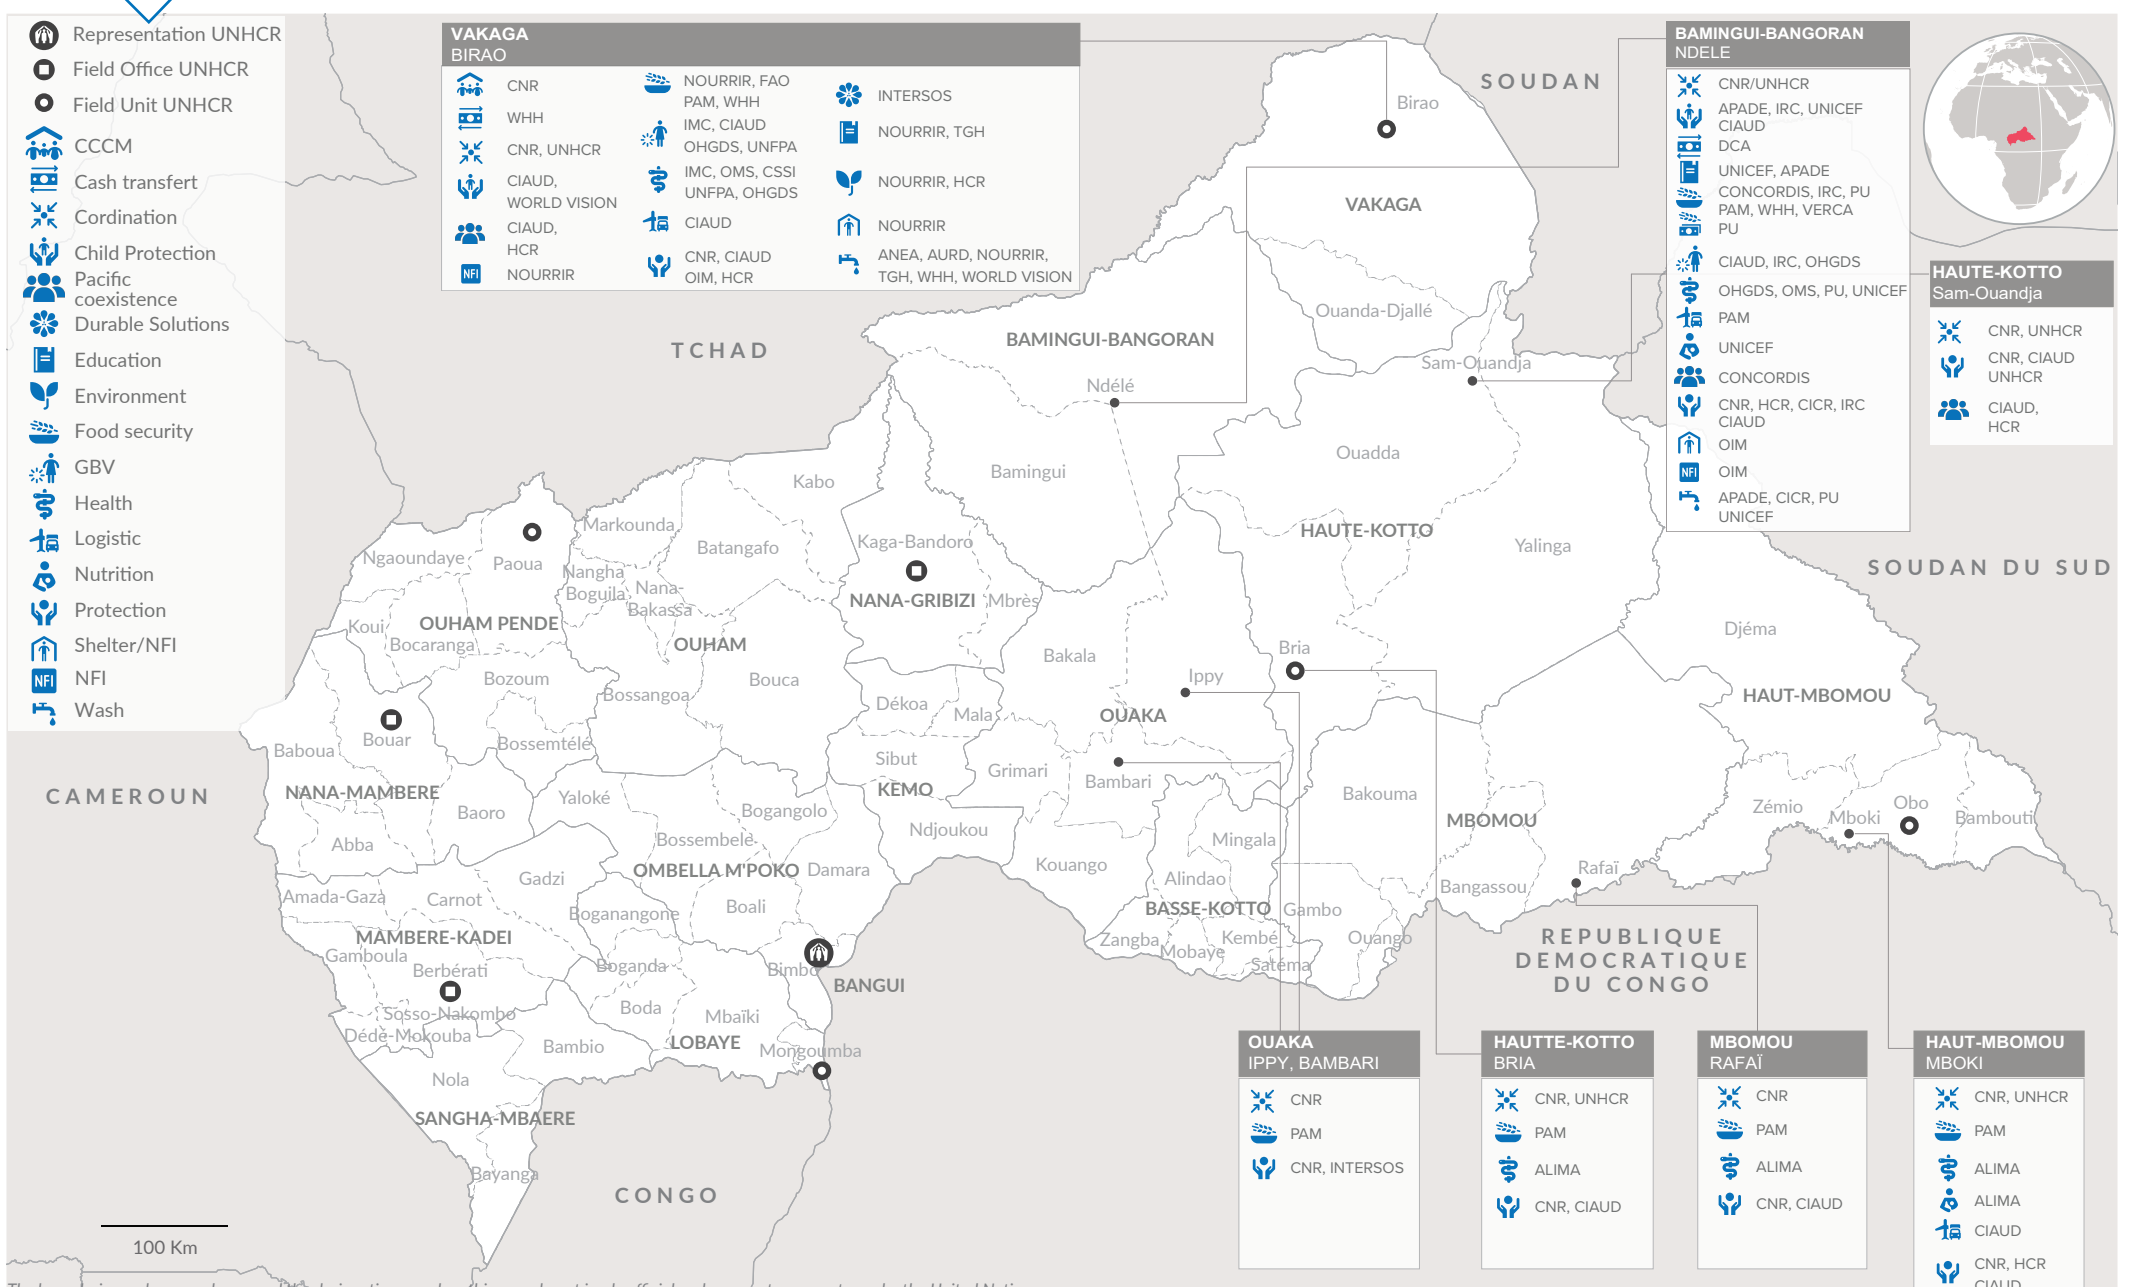 Representation UNHCR
Field Office UNHCR
Field Unit UNHCR
CCCM
Cash transfert
Cordination
Child Protection
Pacific
coexistence
Durable Solutions
Education
Environment
Food security
GBV
Health
Logistic
Nutrition
Protection
Shelter/NFI
NFI
NFI
Wash
VAKAGA
BIRAO
CNR
WHH
CNR, UNHCR
CIAUD,
WORLD VISION
CIAUD,
HCR
NFI
NOURRIR
NOURRIR, FAO
PAM, WHH
IMC, CIAUD
OHGDS, UNFPA
IMC, OMS, CSSI
UNFPA, OHGDS
CIAUD
CNR, CIAUD
OIM, HCR
INTERSOS
NOURRIR, TGH
NOURRIR, HCR
NOURRIR
ANEA, AURD, NOURRIR,
TGH, WHH, WORLD VISION
BAMINGUI-BANGORAN
NDELE
CNR/UNHCR
APADE, IRC, UNICEF
CIAUD
DCA
UNICEF, APADE
CONCORDIS, IRC, PU
PAM, WHH, VERCA
PU
CIAUD, IRC, OHGDS
OHGDS, OMS, PU, UNICEF
PAM
UNICEF
CONCORDIS
CNR, HCR, CICR, IRC
CIAUD
OIM
NFI
OIM
APADE, CICR, PU
UNICEF
HAUTE-KOTTO
Sam-Ouandja
CNR, UNHCR
CNR, CIAUD
UNHCR
CIAUD,
HCR
SOUDAN
Birao
VAKAGA
Ouanda-Djallé
TCHAD
BAMINGUI-BANGORAN
Sam-Ouandja
Ndélé
Ouadda
Bamingui
Kabo
Markounda
Batangafo
Kaga-Bandoro
HAUTE-KOTTO
Yalinga
SOUDAN DU SUD
Ngaoundaye
Paoua
Nangha
Boguila
Nana-
Bakassa
NANA-GRIBIZI
Mbrès
Koui
OUHAM PENDE
Bocaranga
OUHAM
Djéma
Bakala
Bria
Ippy
Bozoum
Bossangoa
Bouca
Dékoa
Mala
OUAKA
HAUT-MBOMOU
Bouar
Baboua
Bossemtélé
Sibut
Grimari
Bambari
CAMEROUN
NANA-MAMBERE
Baoro
Yaloké
KEMO
Bogangolo
Bakouma
MBOMOU
Zémio
Mboki
Obo
Bambouti
Abba
Bossembele
Ndjoukou
Mingala
Kouango
OMBELLA M'POKO
Damara
Rafaï
Gadzi
Alindao
Bangassou
Amada-Gaza
Carnot
Boganangone
Boali
BASSE-KOTTO
Gambo
MAMBERE-KADEI
Gamboula
Zangba
Mobaye
Kembé
Satéma
Ouango
REPUBLIQUE
DEMOCRATIQUE
DU CONGO
Berbérati
Boganda
Bimbo
BANGUI
Sosso-Nakombo
Dédé-Mokouba
Boda
Mbaïki
Bambio
LOBAYE
Mongoumba
Nola
SANGHA-MBAERE
Bayanga
CONGO
OUAKA
IPPY, BAMBARI
CNR
PAM
CNR, INTERSOS
HAUTTE-KOTTO
BRIA
CNR, UNHCR
PAM
ALIMA
CNR, CIAUD
MBOMOU
RAFAÏ
CNR
PAM
ALIMA
CNR, CIAUD
HAUT-MBOMOU
MBOKI
CNR, UNHCR
PAM
ALIMA
ALIMA
CIAUD
CNR, HCR
CIAUD
100 Km